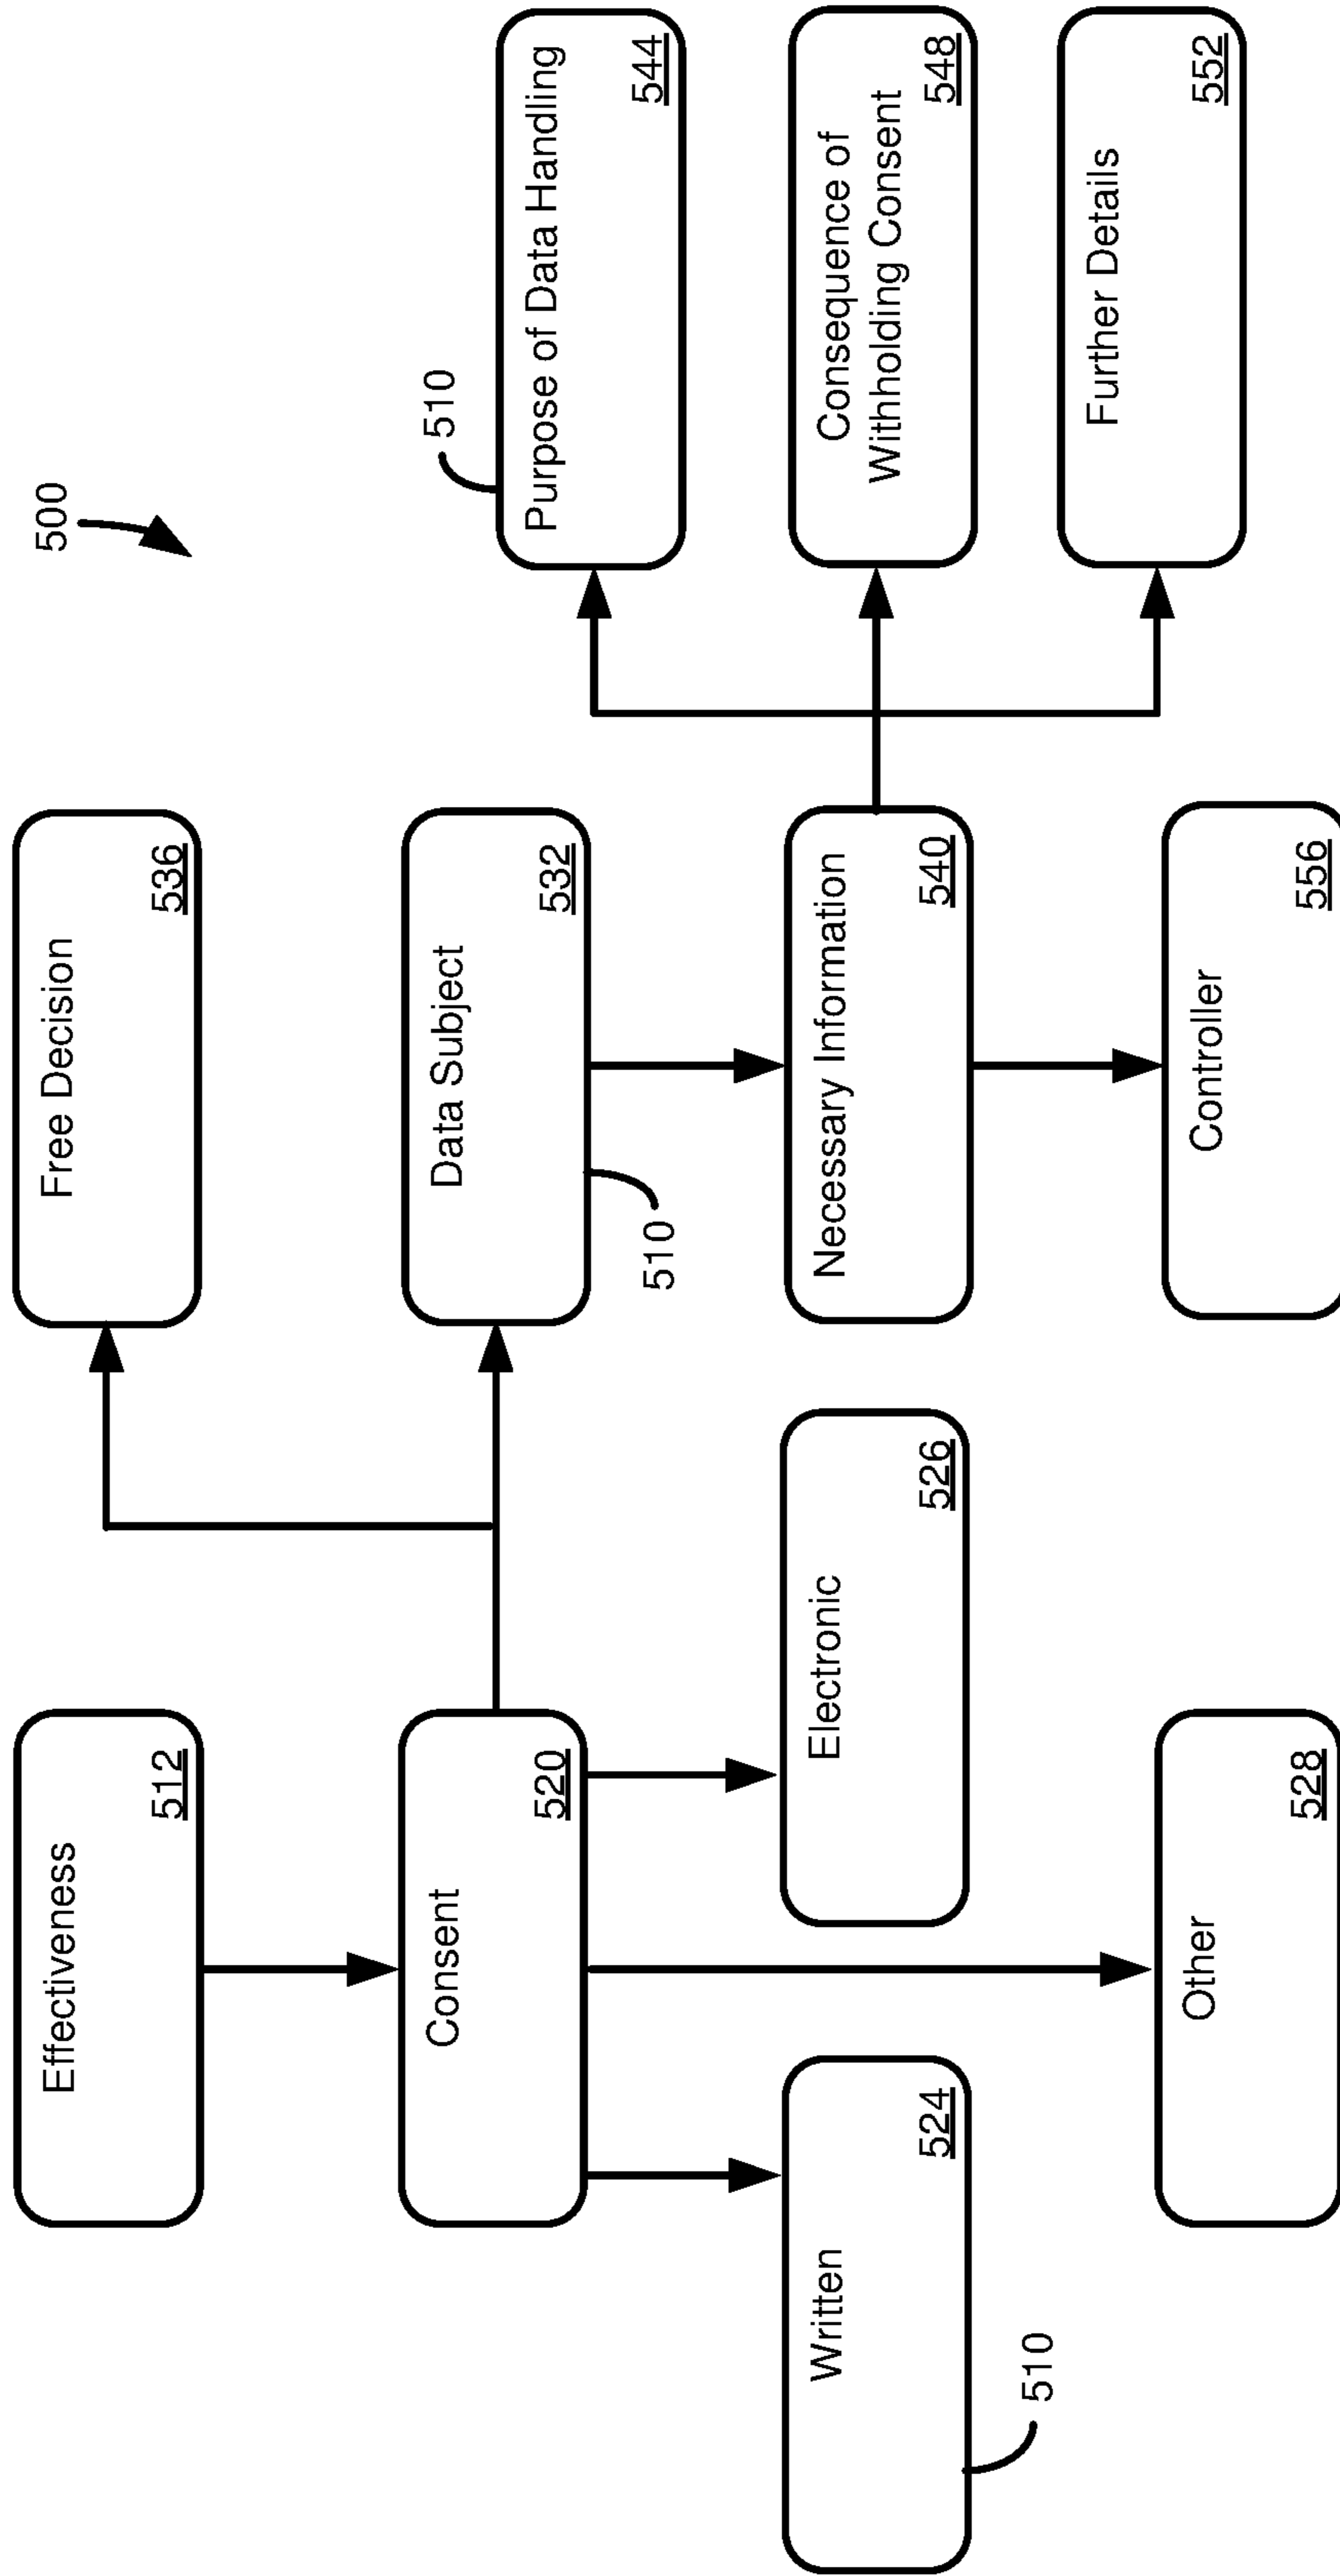 500
Effectiveness
512
Free Decision
536
Consent
520
Data Subject
532
510
Purpose of Data Handling
544
510
Written
524
510
Electronic
526
Necessary Information
540
Consequence of
Withholding Consent
548
Other
528
Controller
556
Further Details
552